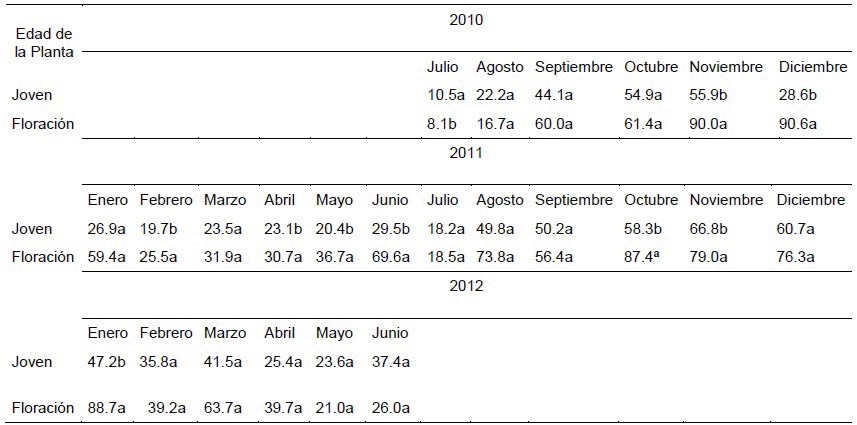 2010
Edad de
la Planta
Julio Agosto Septiembre Octubre Noviembre Diciembre
Joven 10.5a 22.2a 44.1a 54.9a 55.9b 28.6b
Floración 8.1b 16.7a 60.0a 61.4a 90.0a 90.6a
2011
Enero Febrero Marzo Abril Mayo Junio Julio Agosto Septiembre Octubre Noviembre Diciembre
Joven 26.9a 19.7b 23.5a 23.1b 20.4b 29.5b 18.2a 49.8a 50.2a 58.3b 66.8b 60.7a
Floración 59.4a 25.5a 31.9a 30.7a 36.7a 69.6a 18.5a 73.8a 56.4a 87.4ª 79.0a 76.3a
2012
Enero Febrero Marzo Abril Mayo Junio
Joven 47.2b 35.8a 41.5a 25.4a 23.6a 37.4a
Floración 88.7a 39.2a 63.7a 39.7a 21.0a 26.0a